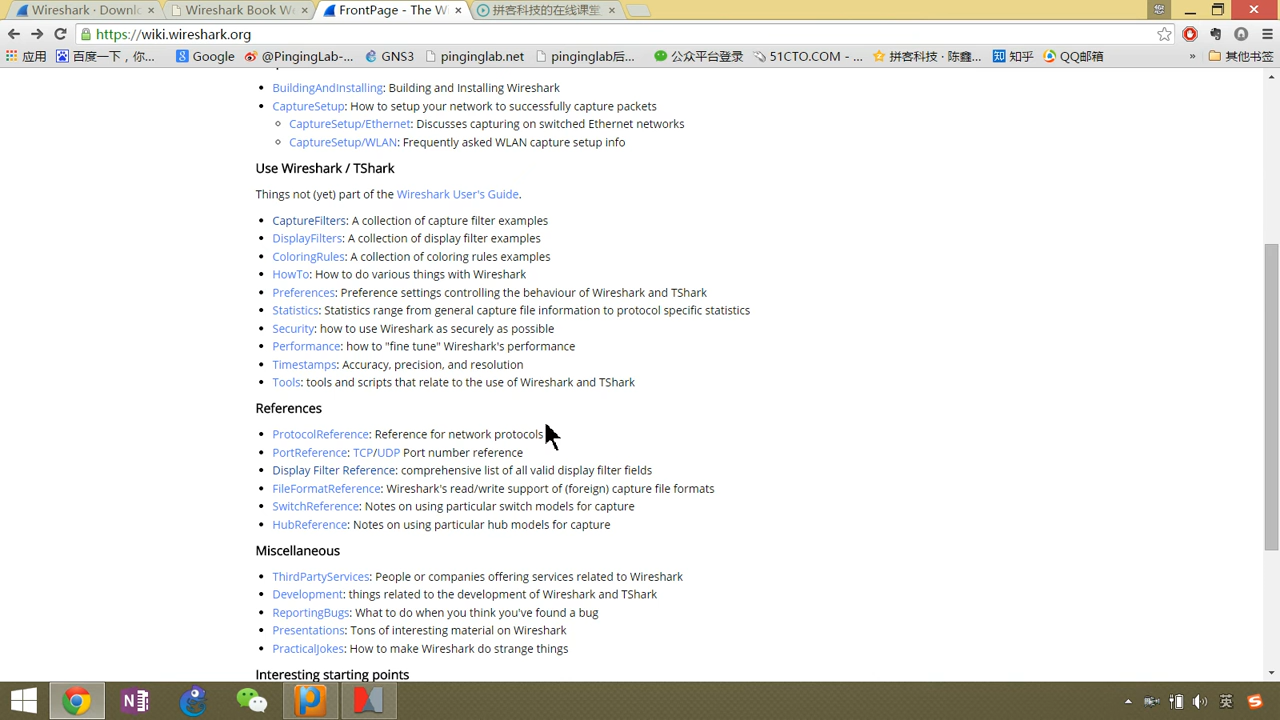 Wireshark · Downl
Wireshark Book We
FrontPage - The W
拼客科技的在线课堂
https://wiki.wireshark.org
应用
百度一下，你...
Google
@PingingLab-...
GNS3
pinginglab.net
pinginglab后...
公众平台登录
51CTO.COM - ...
拼客科技 · 陈鑫...
知乎
QQ邮箱
»
其他书签
BuildingAndInstalling: Building and Installing Wireshark
CaptureSetup: How to setup your network to successfully capture packets
CaptureSetup/Ethernet: Discusses capturing on switched Ethernet networks
CaptureSetup/WLAN: Frequently asked WLAN capture setup info
Use Wireshark / TShark
Things not (yet) part of the Wireshark User's Guide.
CaptureFilters: A collection of capture filter examples
DisplayFilters: A collection of display filter examples
ColoringRules: A collection of coloring rules examples
HowTo: How to do various things with Wireshark
Preferences: Preference settings controlling the behaviour of Wireshark and TShark
Statistics: Statistics range from general capture file information to protocol specific statistics
Security: how to use Wireshark as securely as possible
Performance: how to "fine tune" Wireshark's performance
Timestamps: Accuracy, precision, and resolution
Tools: tools and scripts that relate to the use of Wireshark and TShark
References
ProtocolReference: Reference for network protocols
PortReference: TCP/UDP Port number reference
Display Filter Reference: comprehensive list of all valid display filter fields
FileFormatReference: Wireshark's read/write support of (foreign) capture file formats
SwitchReference: Notes on using particular switch models for capture
HubReference: Notes on using particular hub models for capture
Miscellaneous
ThirdPartyServices: People or companies offering services related to Wireshark
Development: things related to the development of Wireshark and TShark
ReportingBugs: What to do when you think you've found a bug
Presentations: Tons of interesting material on Wireshark
PracticalJokes: How to make Wireshark do strange things
Interesting starting points
英